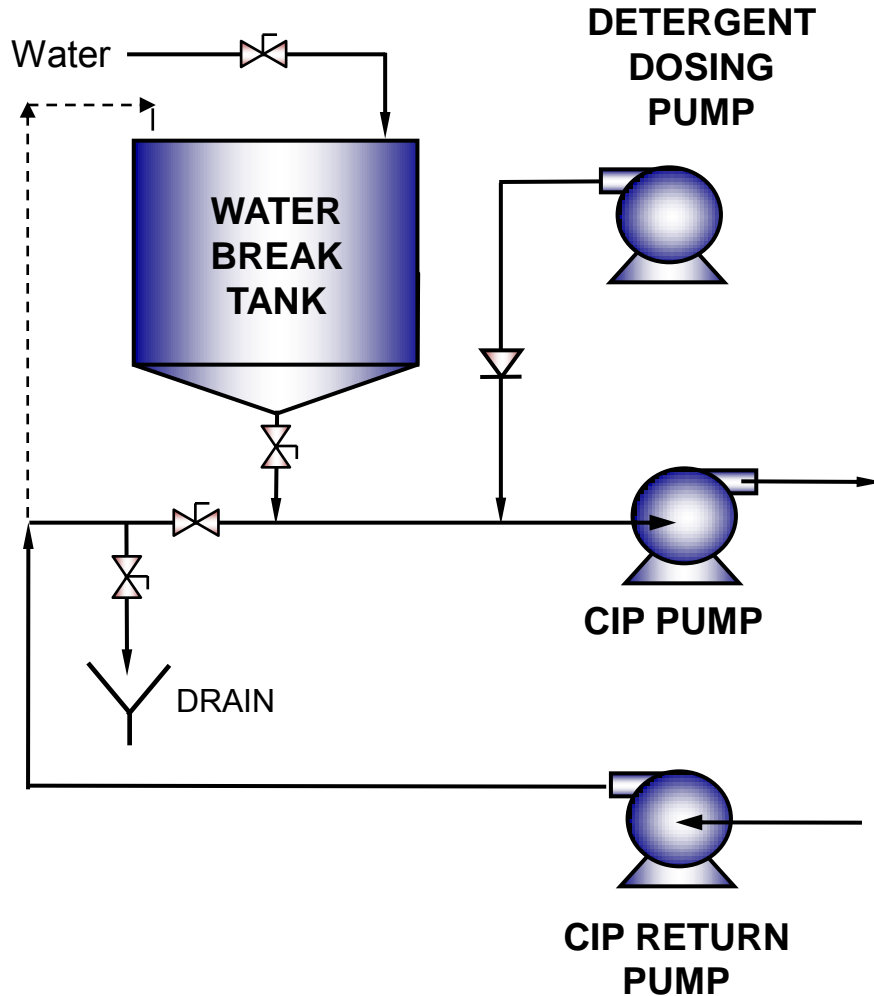 Water
DETERGENT
DOSING
PUMP
WATER
BREAK
TANK
CIP PUMP
DRAIN
CIP RETURN
PUMP